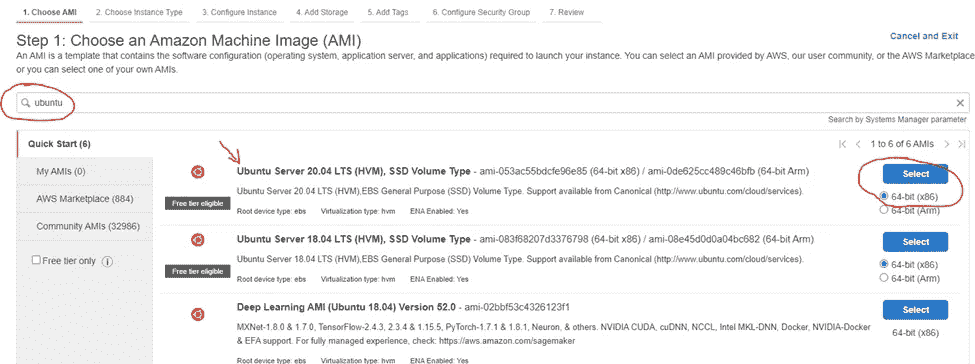 1. Choose AMI 2. Choose Instance Type 3. Configure Instance 4. Add Storage 5. Add Tags 6. Configure Security Group 7. Review
Step 1: Choose an Amazon Machine Image (AMI)
Cancel and Exit
An AMI is a template that contains the software configuration (operating system, application server, and applications) required to launch your instance. You can select an AMI provided by AWS, our user community, or the AWS Marketplace;
or you can select one of your own AMIs.
ubuntu
Search by Systems Manager parameter
Quick Start (6)
1 to 6 of 6 AMIs
My AMIs (0)
AWS Marketplace (884)
Community AMIs (32986)
Free tier only
Ubuntu Server 20.04 LTS (HVM), SSD Volume Type - ami-053ac55bdcfe96e85 (64-bit x86) / ami-0de625cc489c46bfb (64-bit Arm)
Free tier eligible
Ubuntu Server 20.04 LTS (HVM),EBS General Purpose (SSD) Volume Type. Support available from Canonical (http://www.ubuntu.com/cloud/services).
Root device type: ebs Virtualization type: hvm ENA Enabled: Yes
Select
64-bit (x86)
64-bit (Arm)
Ubuntu Server 18.04 LTS (HVM), SSD Volume Type - ami-083f68207d3376798 (64-bit x86) / ami-08e45d0d0a04bc682 (64-bit Arm)
Free tier eligible
Ubuntu Server 18.04 LTS (HVM),EBS General Purpose (SSD) Volume Type. Support available from Canonical (http://www.ubuntu.com/cloud/services).
Root device type: ebs Virtualization type: hvm ENA Enabled: Yes
Select
64-bit (x86)
64-bit (Arm)
Deep Learning AMI (Ubuntu 18.04) Version 52.0 - ami-02bbf53c4326123f1
MXNet-1.8.0 & 1.7.0, TensorFlow-2.4.3, 2.3.4 & 1.15.5, PyTorch-1.7.1 & 1.8.1, Neuron, & others. NVIDIA CUDA, cuDNN, NCCL, Intel MKL-DNN, Docker, NVIDIA-Docker
& EFA support. For fully managed experience, check: https://aws.amazon.com/sagemaker
Select
64-bit (x86)